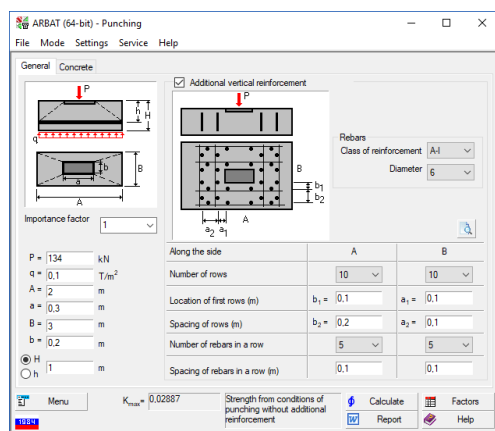 ARBAT (64-bit) - Punching
File Mode Settings Service Help
General Concrete
P
h H
q
b
a
B
A
Importance factor 1
P = 134 kN
q = 0,1 T/m²
A = 2 m
a = 0,3 m
B = 3 m
b = 0,2 m
H
h
1 m
Additional vertical reinforcement
P
B
b₁
b₂
A
a₂ a₁
Rebars
Class of reinforcement A-I
Diameter 6
Along the side A B
Number of rows 10 10
Location of first rows (m) b₁ = 0,1 a₁ = 0,1
Spacing of rows (m) b₂ = 0,2 a₂ = 0,1
Number of rebars in a row 5 5
Spacing of rebars in a row (m) 0,1 0,1
Menu
1984
Kmax= 0,02887
Strength from conditions of
punching without additional
reinforcement
Calculate Factors
W Report Help